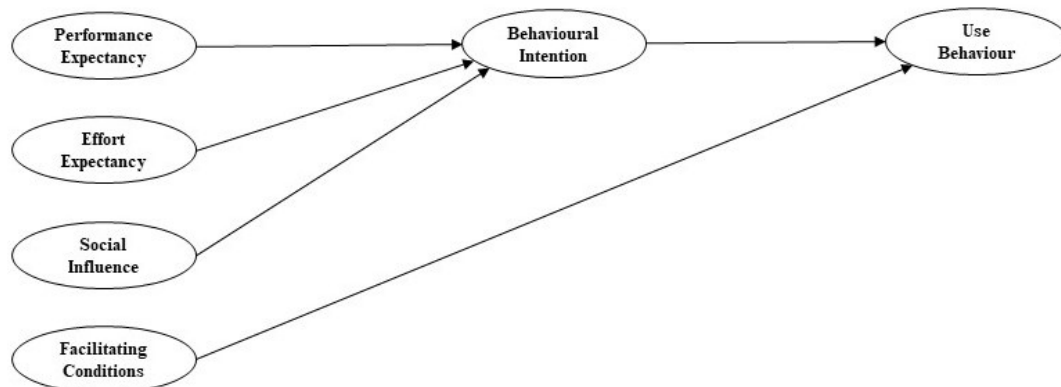 Performance
Expectancy
Behavioural
Intention
Use
Behaviour
Effort
Expectancy
Social
Influence
Facilitating
Conditions